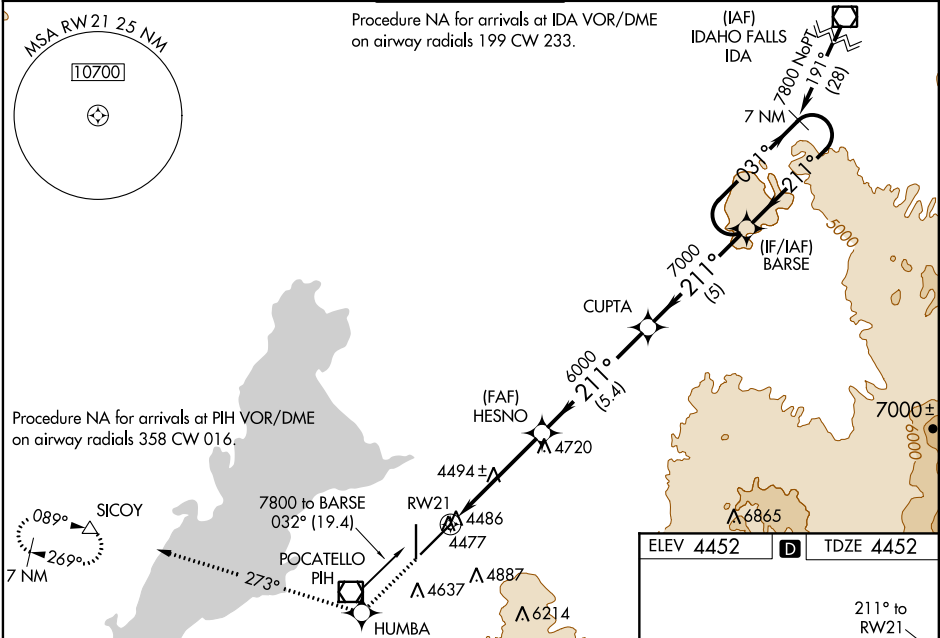 MSA RW21 25 NM
10700
Procedure NA for arrivals at IDA VOR/DME
on airway radials 199 CW 233.
(IAF)
IDAHO FALLS
IDA
7800 NoPT
191°
(28)
7 NM
031°
211°
(IF/IAF)
BARSE
5000
7000
211°
(5)
CUPTA
6000
211°
(5.4)
(FAF)
HESNO
4720
7000±
6000
Procedure NA for arrivals at PIH VOR/DME
on airway radials 358 CW 016.
4494±
7800 to BARSE
032° (19.4)
RW21
4486
4477
6865
SICOY
089°
269°
7 NM
273°
POCATELLO
PIH
4637
4887
6214
HUMBA
ELEV 4452
D
TDZE 4452
211° to
RW21